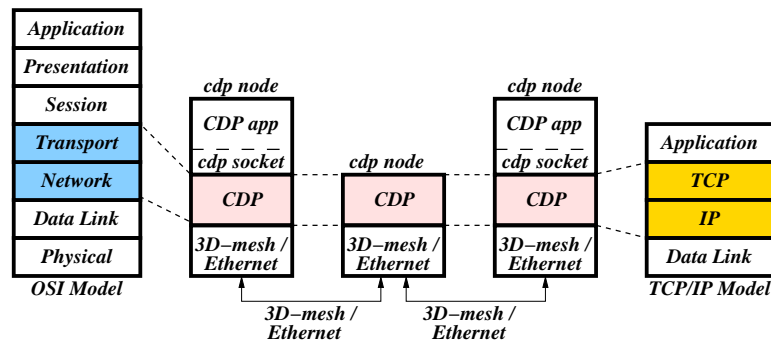 Application
Presentation
Session
Transport
Network
Data Link
Physical
OSI Model
cdp node
CDP app
cdp socket
CDP
3D-mesh /
Ethernet
cdp node
CDP
3D-mesh /
Ethernet
cdp node
CDP app
cdp socket
CDP
3D-mesh /
Ethernet
3D-mesh /
Ethernet
3D-mesh /
Ethernet
Application
TCP
IP
Data Link
TCP/IP Model